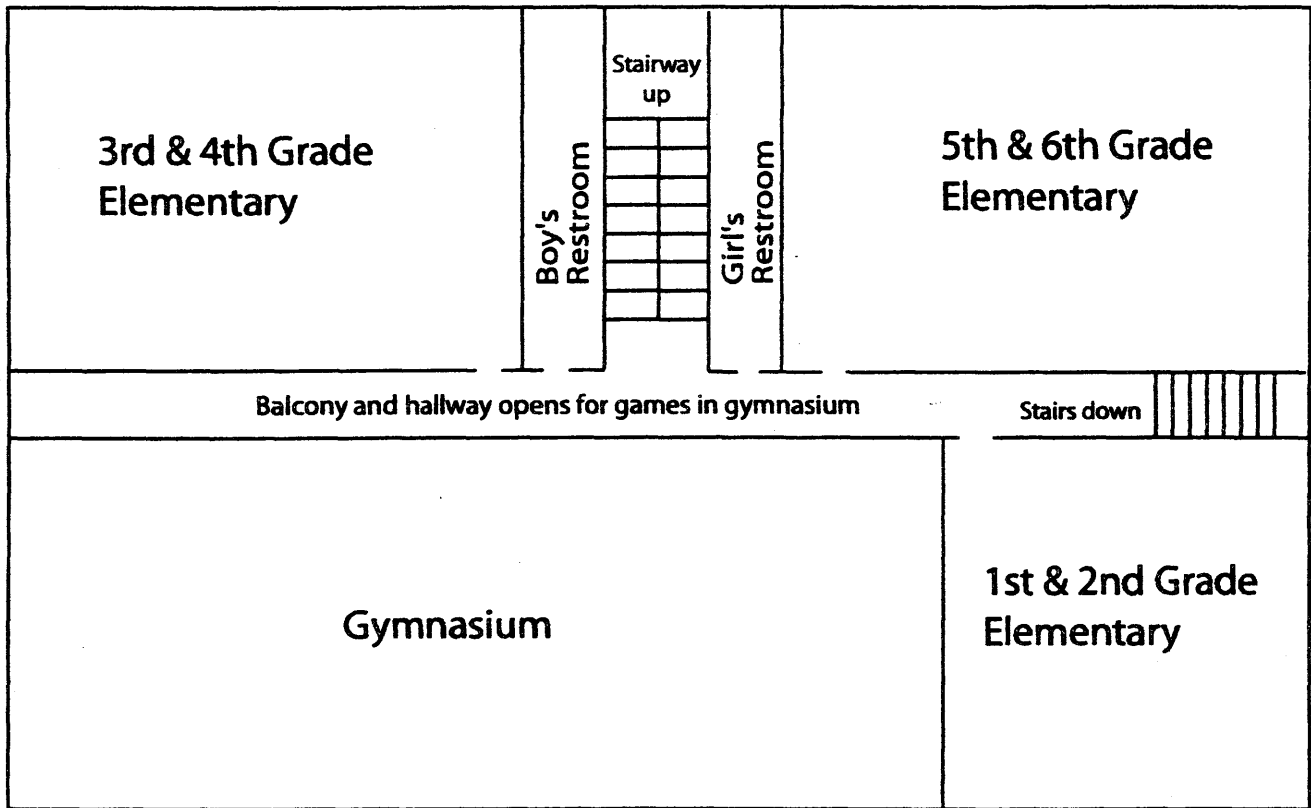 Stairway
up
3rd & 4th Grade
Elementary
Boy's
Restroom
Girl's
Restroom
5th & 6th Grade
Elementary
Balcony and hallway opens for games in gymnasium
Stairs down
Gymnasium
1st & 2nd Grade
Elementary